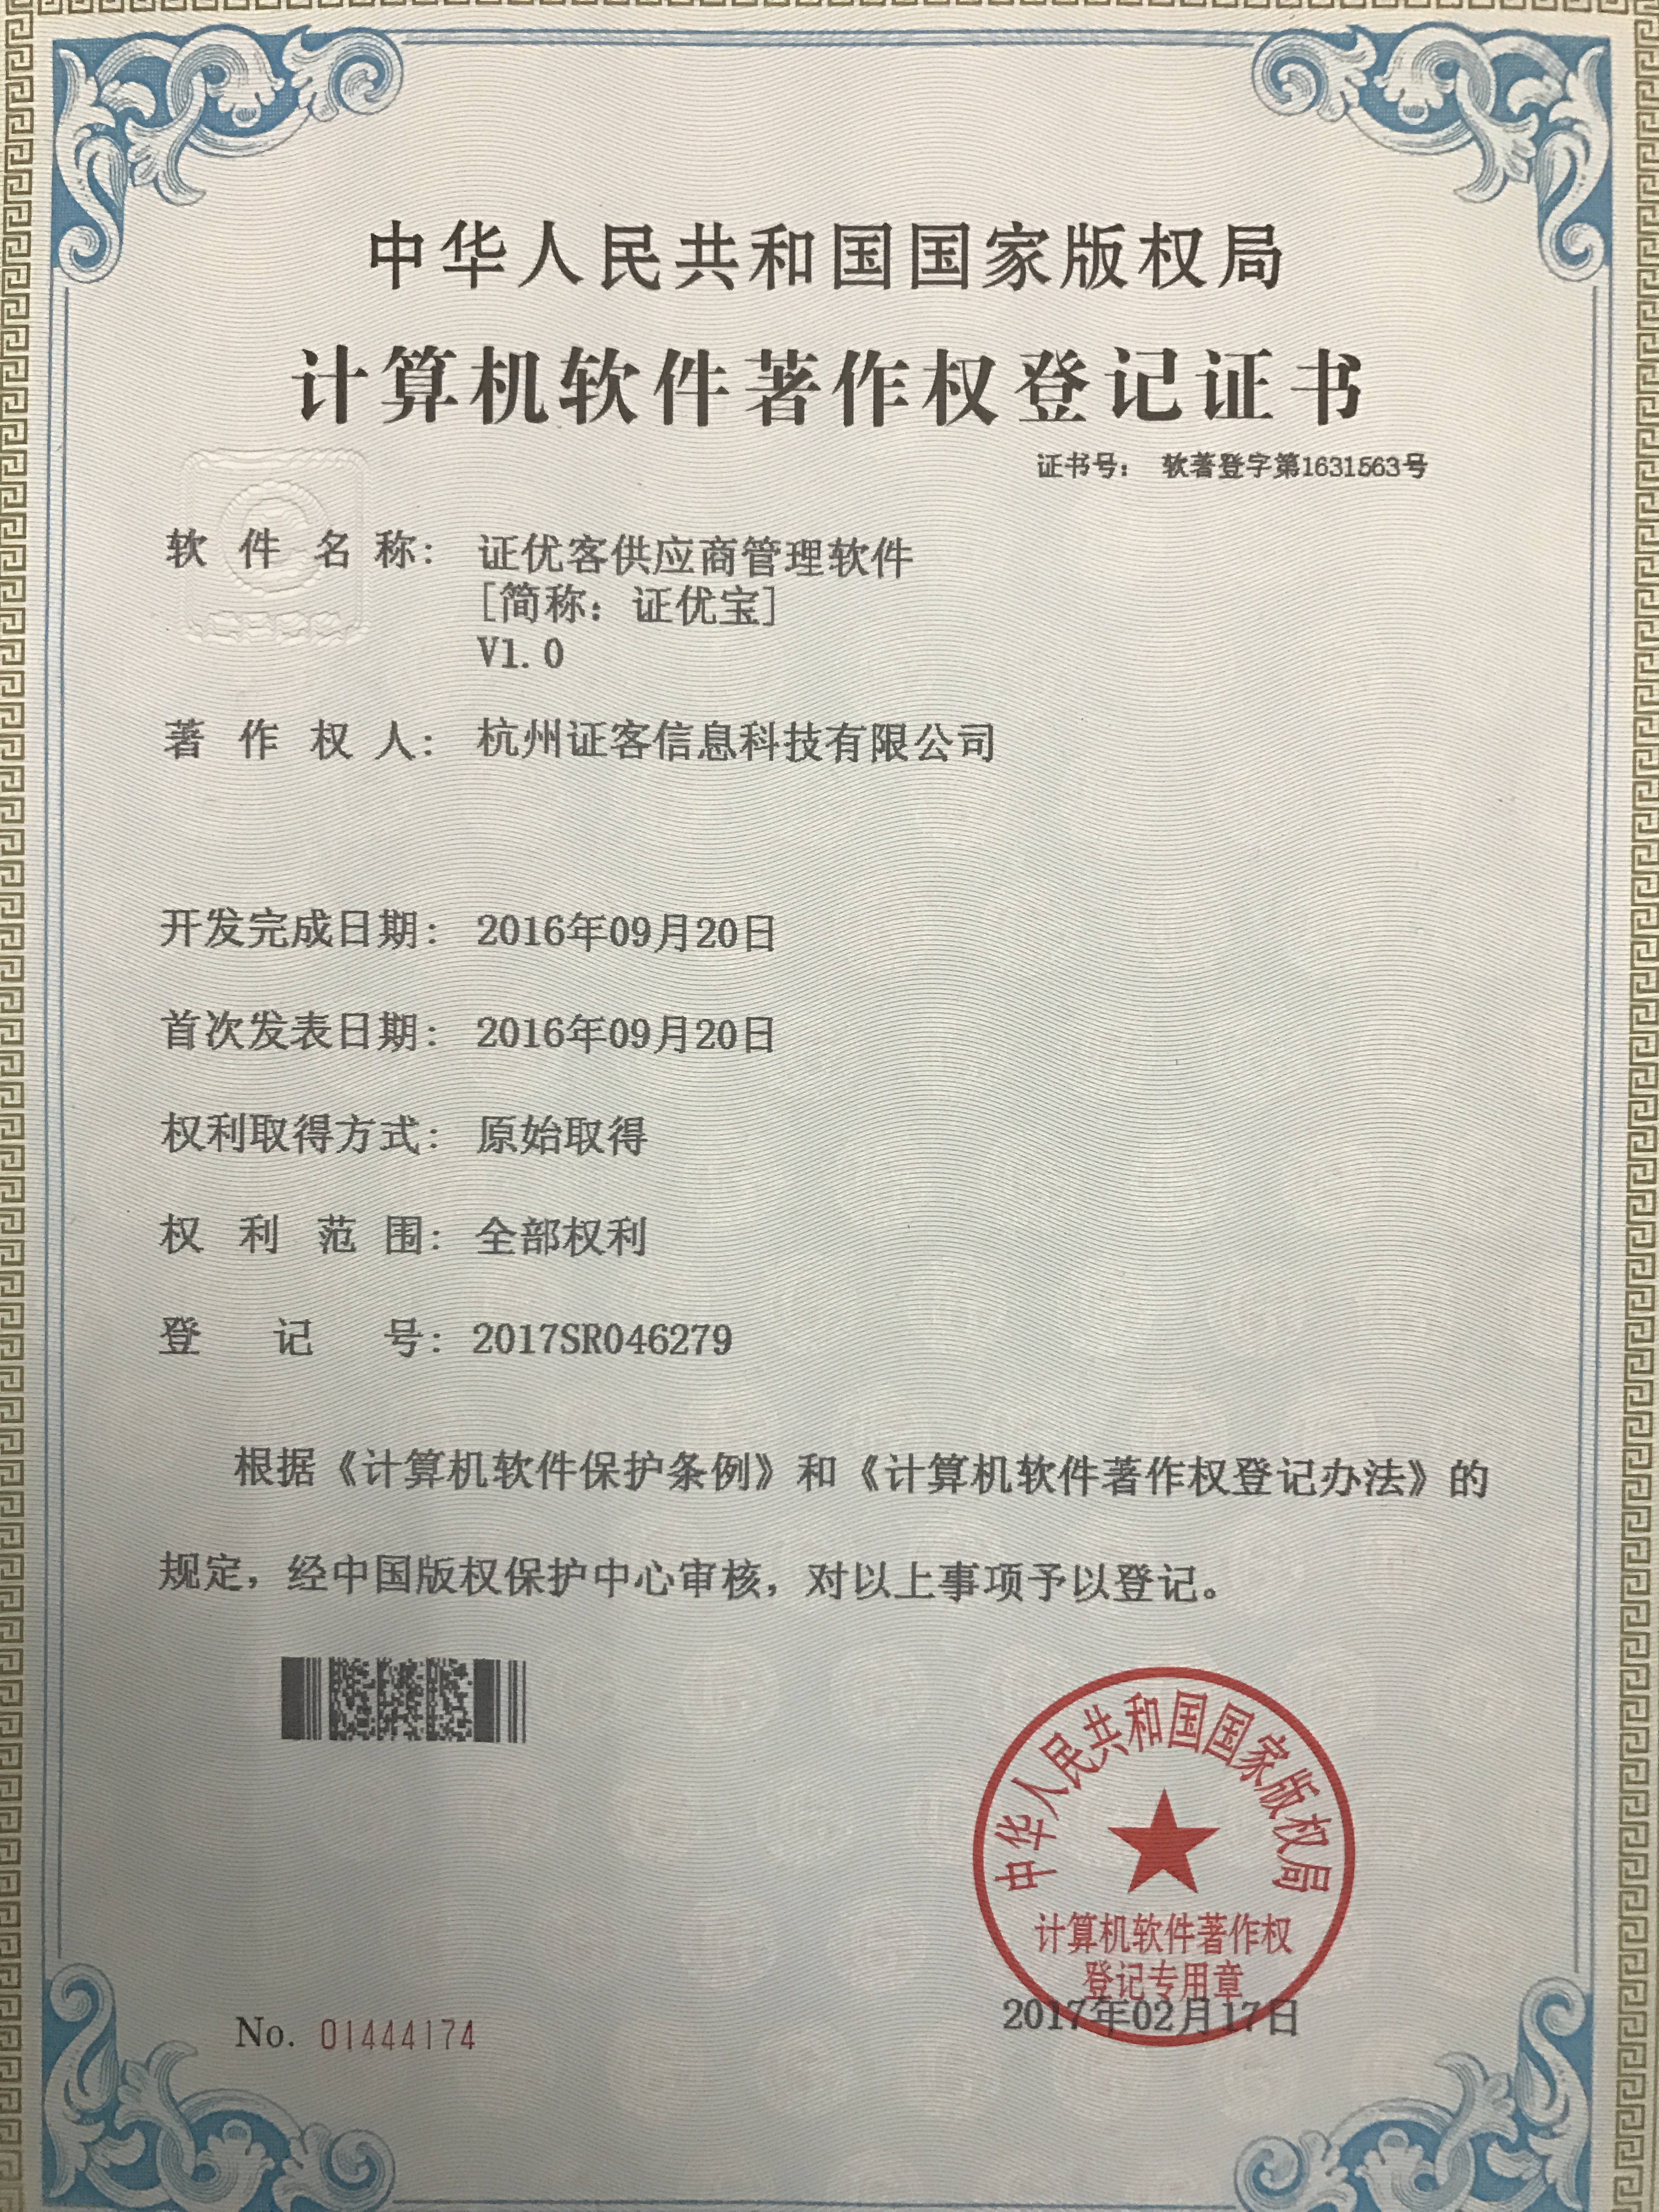 中华人民共和国国家版权局
计算机软件著作权登记证书
证书号： 软著登字第1631563号
软件名称： 证优客供应商管理软件
[简称：证优宝]
V1.0
著作权人： 杭州证客信息科技有限公司
开发完成日期： 2016年09月20日
首次发表日期： 2016年09月20日
权利取得方式： 原始取得
权利范围： 全部权利
登记号： 2017SR046279
根据《计算机软件保护条例》和《计算机软件著作权登记办法》的
规定，经中国版权保护中心审核，对以上事项予以登记。
中华人民共和国国家版权局
计算机软件著作权
登记专用章
2017年02月17日
No. 01444174